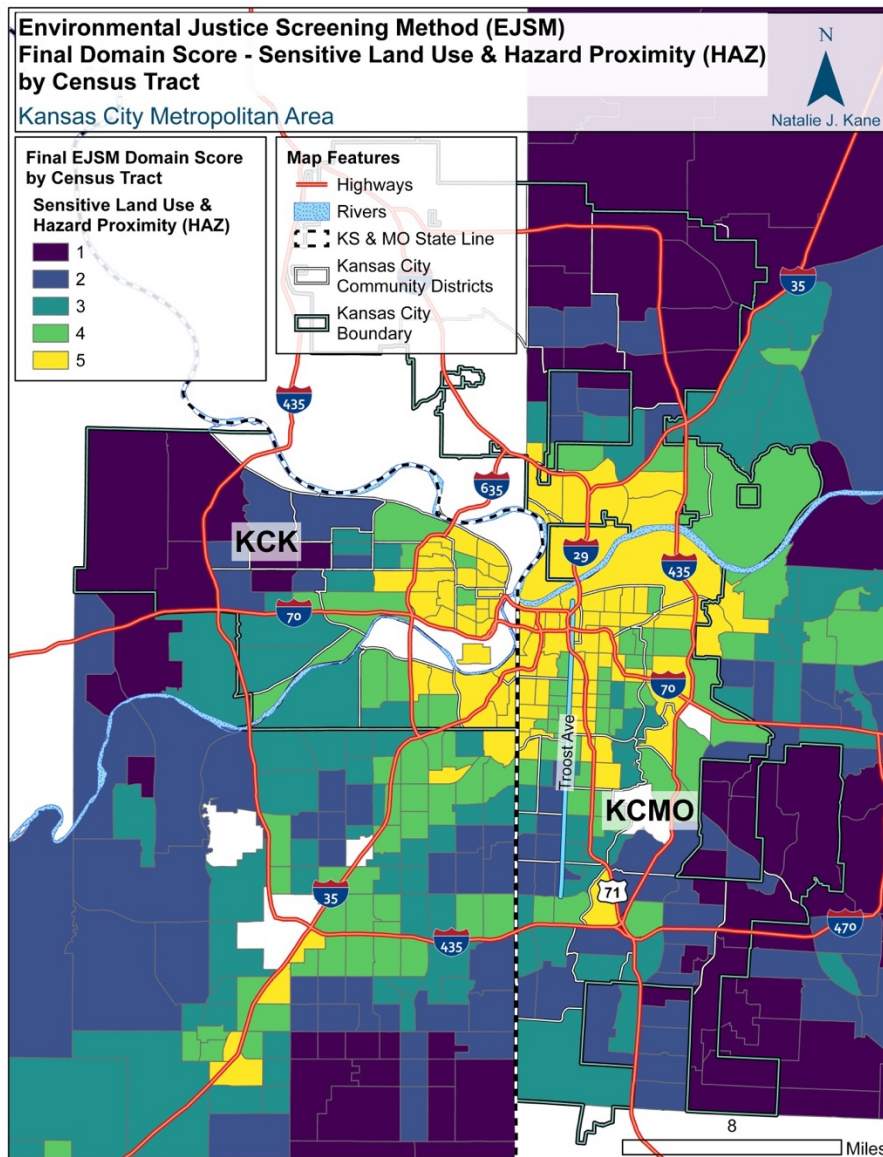 Environmental Justice Screening Method (EJSM)
Final Domain Score - Sensitive Land Use & Hazard Proximity (HAZ)
by Census Tract
Kansas City Metropolitan Area
N
Natalie J. Kane
Final EJSM Domain Score
by Census Tract
Sensitive Land Use &
Hazard Proximity (HAZ)
1
2
3
4
5
Map Features
Highways
Rivers
KS & MO State Line
Kansas City
Community Districts
Kansas City
Boundary
35
435
635
KCK
29
435
70
70
Troost Ave
KCMO
35
71
435
470
8
Miles